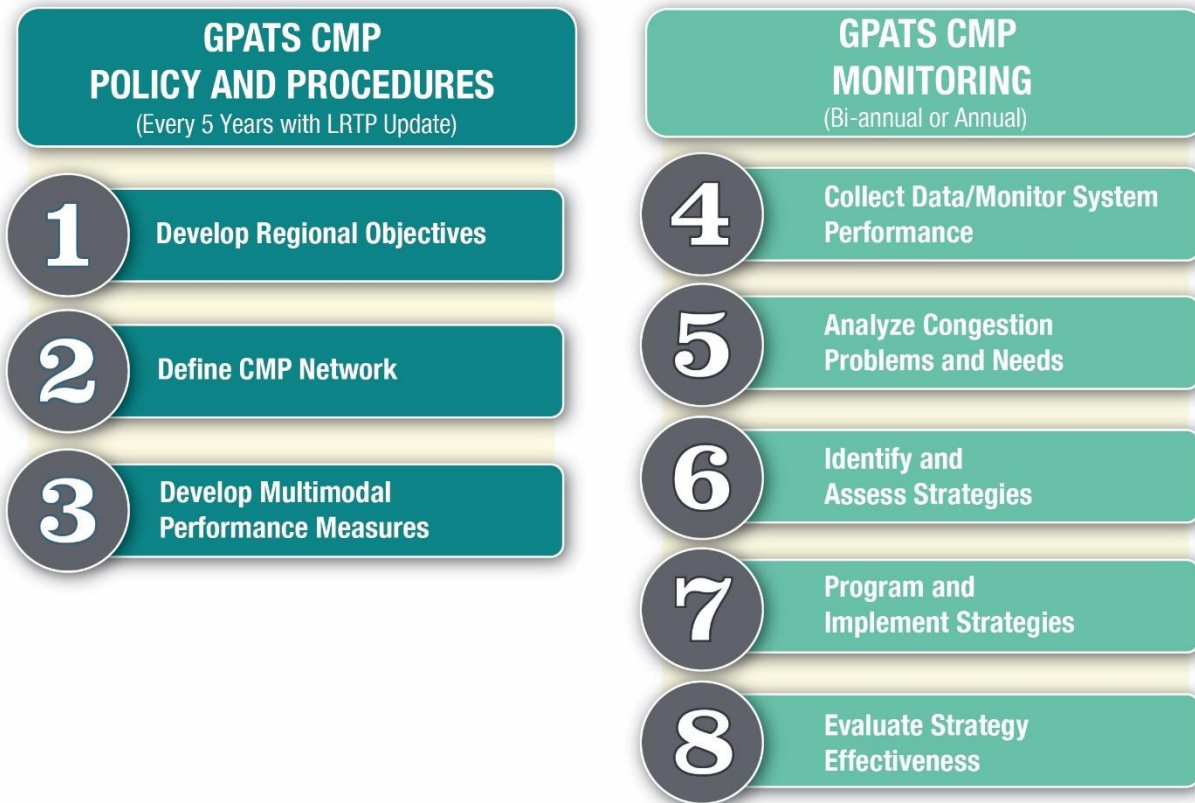 GPATS CMP
POLICY AND PROCEDURES
(Every 5 Years with LRTP Update)
1
Develop Regional Objectives
2
Define CMP Network
3
Develop Multimodal
Performance Measures
GPATS CMP
MONITORING
(Bi-annual or Annual)
4
Collect Data/Monitor System
Performance
5
Analyze Congestion
Problems and Needs
6
Identify and
Assess Strategies
7
Program and
Implement Strategies
8
Evaluate Strategy
Effectiveness